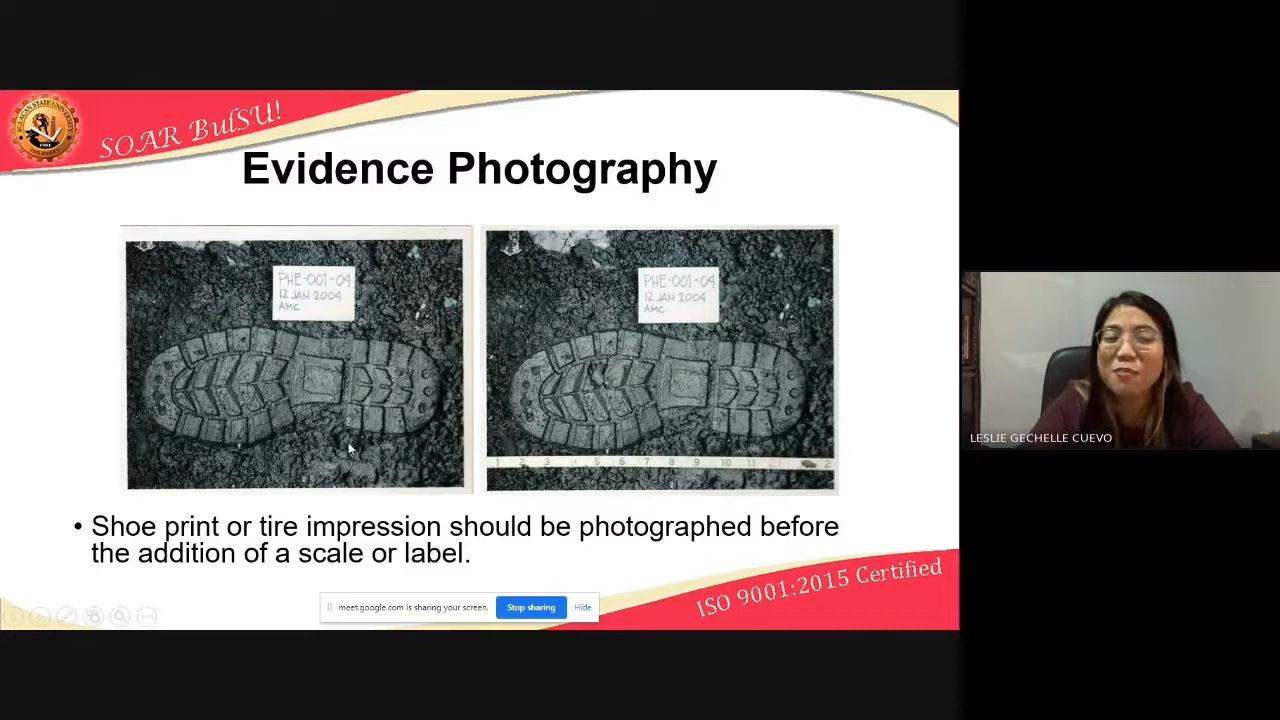 SOAR BulSU!
Evidence Photography
PHE-001-04
12 JAN 2004
AMC
PHE-001-04
12 JAN 2004
AMC
1 2 3 4 5 6 7 8 9 10 11 2
• Shoe print or tire impression should be photographed before
the addition of a scale or label.
ISO 9001:2015 Certified
meet.google.com is sharing your screen. Stop sharing Hide
LESLIE GECHELLE CUEVO